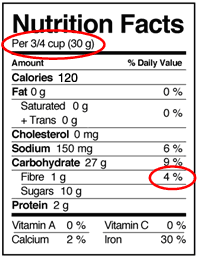 Nutrition Facts
Per 3/4 cup (30 g)
Amount % Daily Value
Calories 120
Fat 0 g 0 %
Saturated 0 g
+ Trans 0 g 0 %
Cholesterol 0 mg
Sodium 150 mg 6 %
Carbohydrate 27 g 9 %
Fibre 1 g 4 %
Sugars 10 g
Protein 2 g
Vitamin A 0 % Vitamin C 0 %
Calcium 2 % Iron 30 %